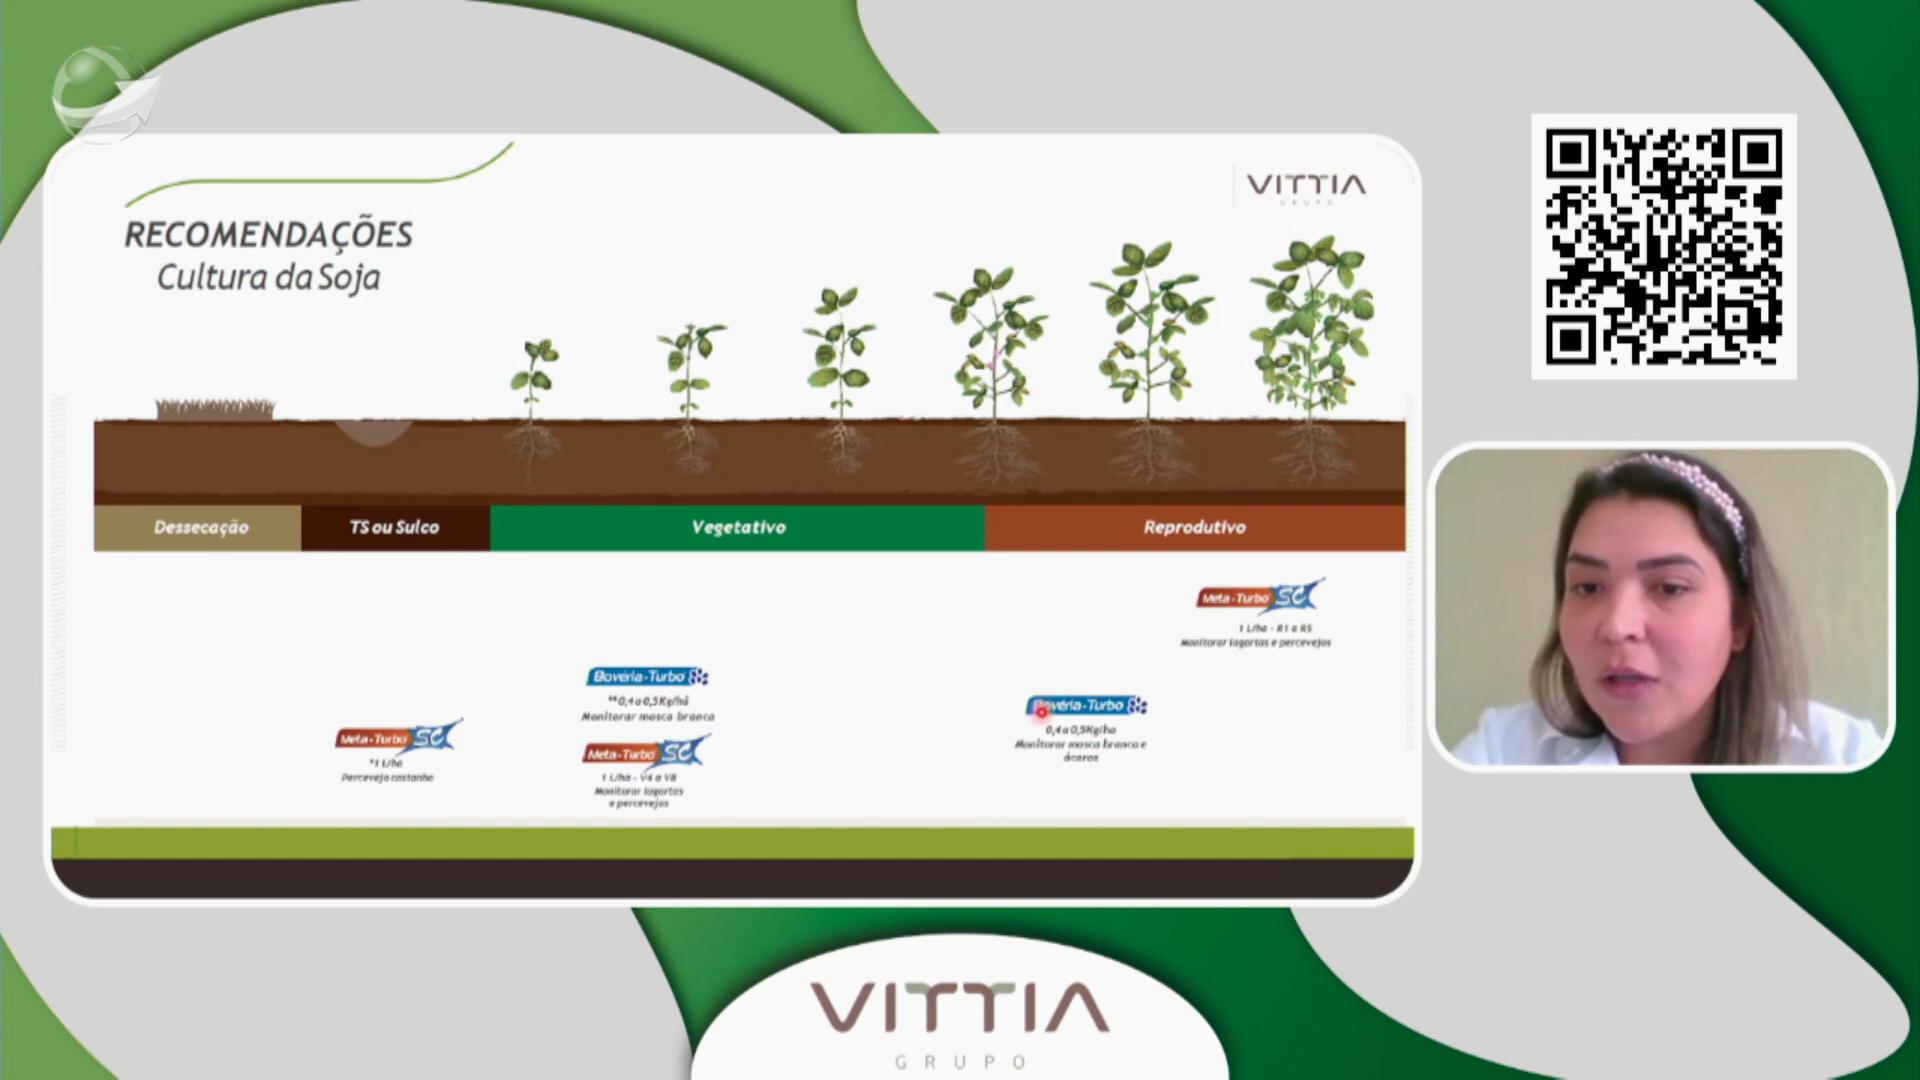 RECOMENDAÇÕES
Cultura da Soja
VITTIA
GRUPO
Dessecação
TS ou Sulco
Vegetativo
Reprodutivo
Meta-Turbo SC
*1 L/ha
Percevejo castanho
Bovéria-Turbo
**0,4 a 0,5Kg/há
Monitorar mosca branca
Meta-Turbo SC
1 L/ha - V4 a V8
Monitorar lagartas
e percevejos
Bovéria-Turbo
0,4 a 0,5Kg/ha
Monitorar mosca branca e
ácaros
Meta-Turbo SC
1 L/ha - R1 a R5
Monitorar lagartas e percevejos
VITTIA
GRUPO